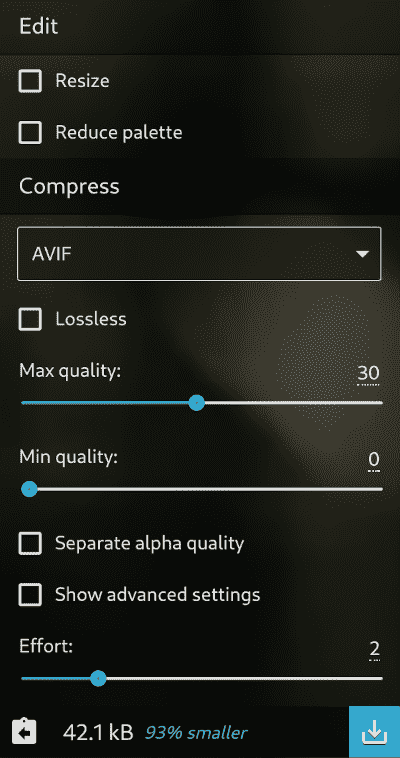 Edit
Resize
Reduce palette
Compress
AVIF
Lossless
Max quality: 30
Min quality: 0
Separate alpha quality
Show advanced settings
Effort: 2
42.1 kB 93% smaller